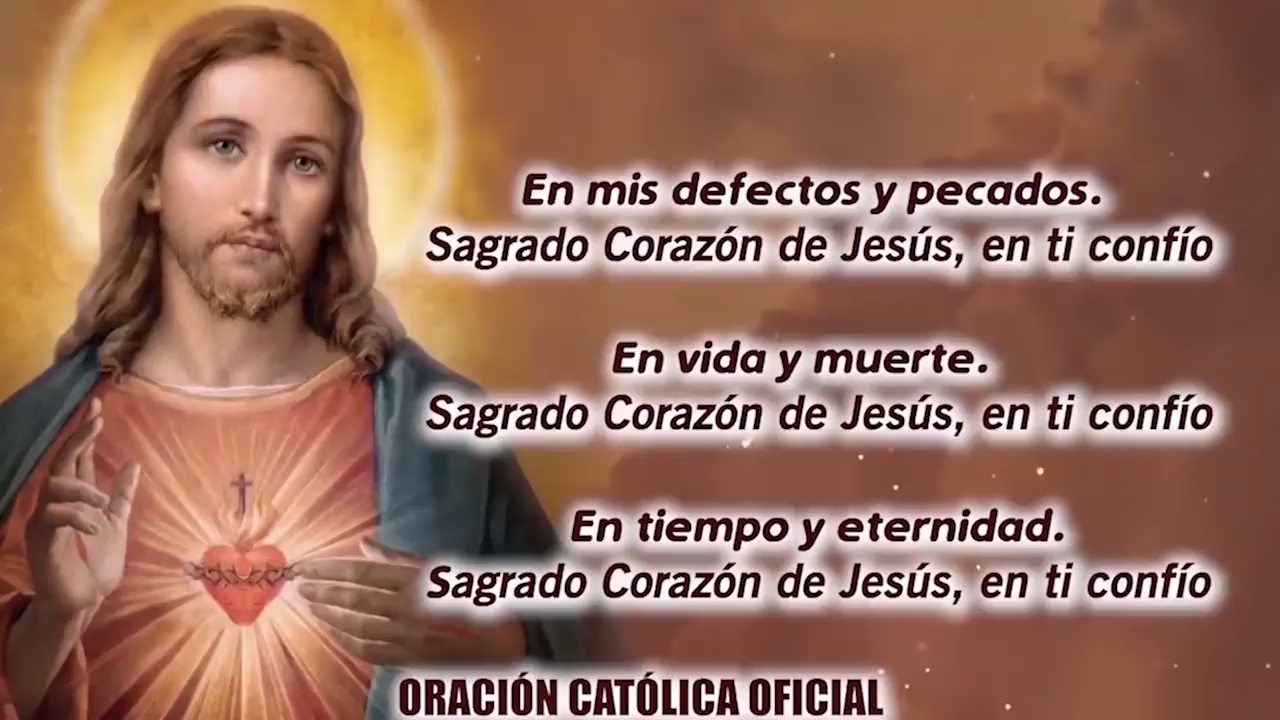 En mis defectos y pecados.
Sagrado Corazón de Jesús, en ti confío
En vida y muerte.
Sagrado Corazón de Jesús, en ti confío
En tiempo y eternidad.
Sagrado Corazón de Jesús, en ti confío
ORACIÓN CATÓLICA OFICIAL